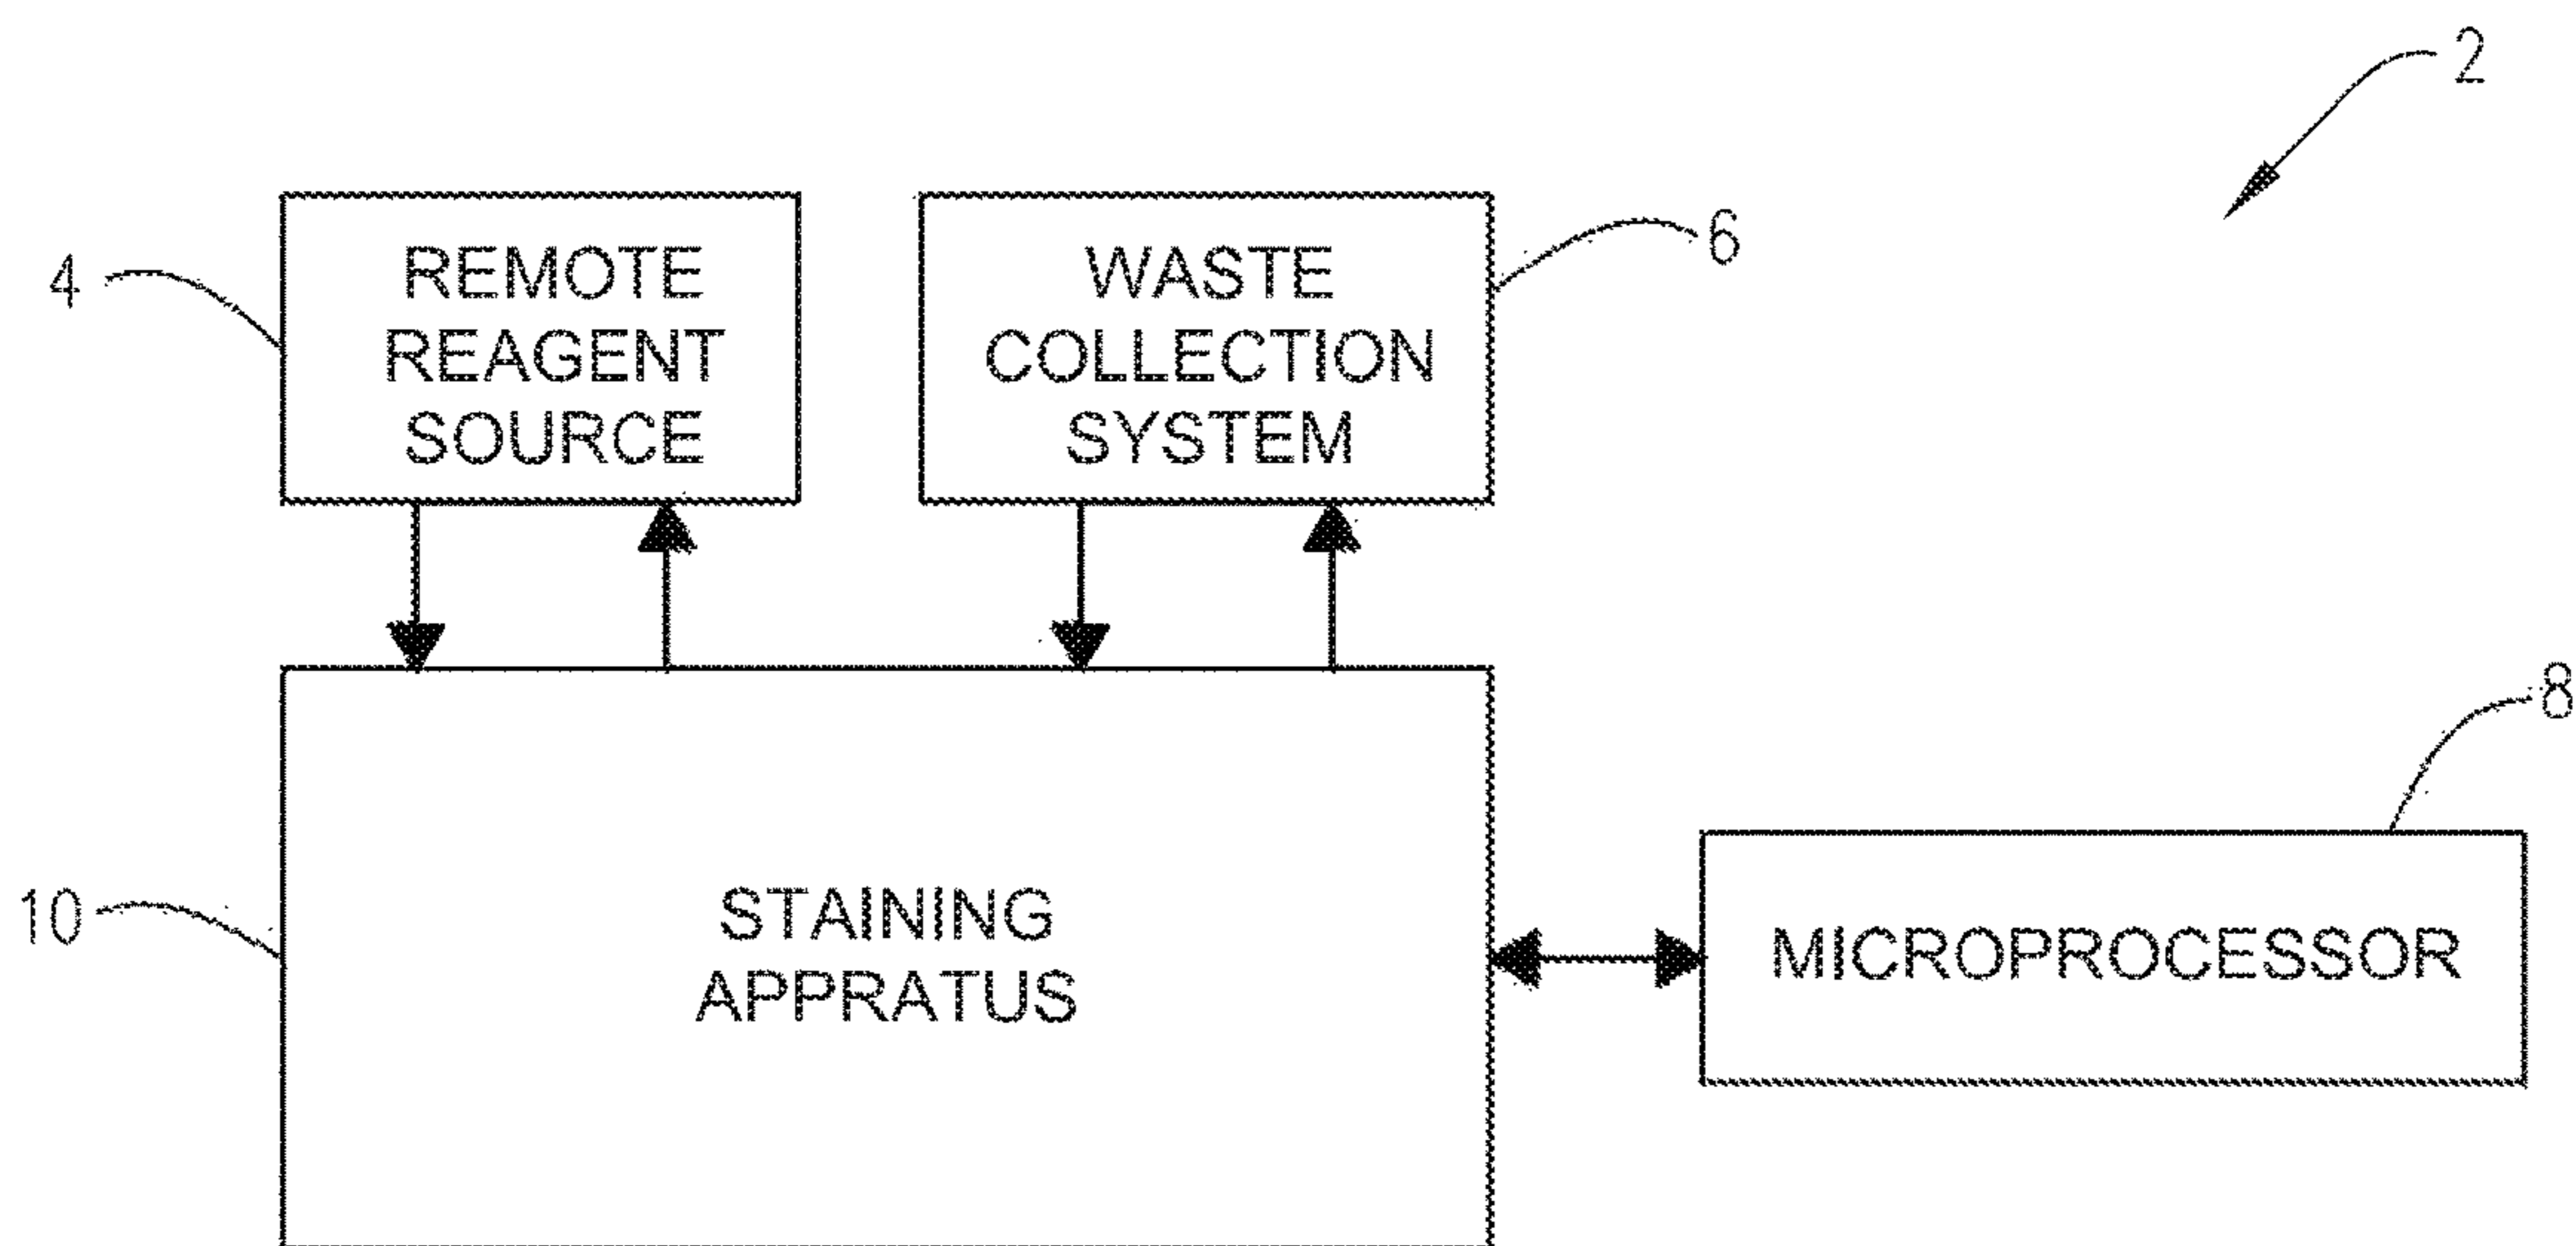 2
4
REMOTE
REAGENT
SOURCE
WASTE
COLLECTION
SYSTEM
6
8
10
STAINING
APPRATUS
MICROPROCESSOR